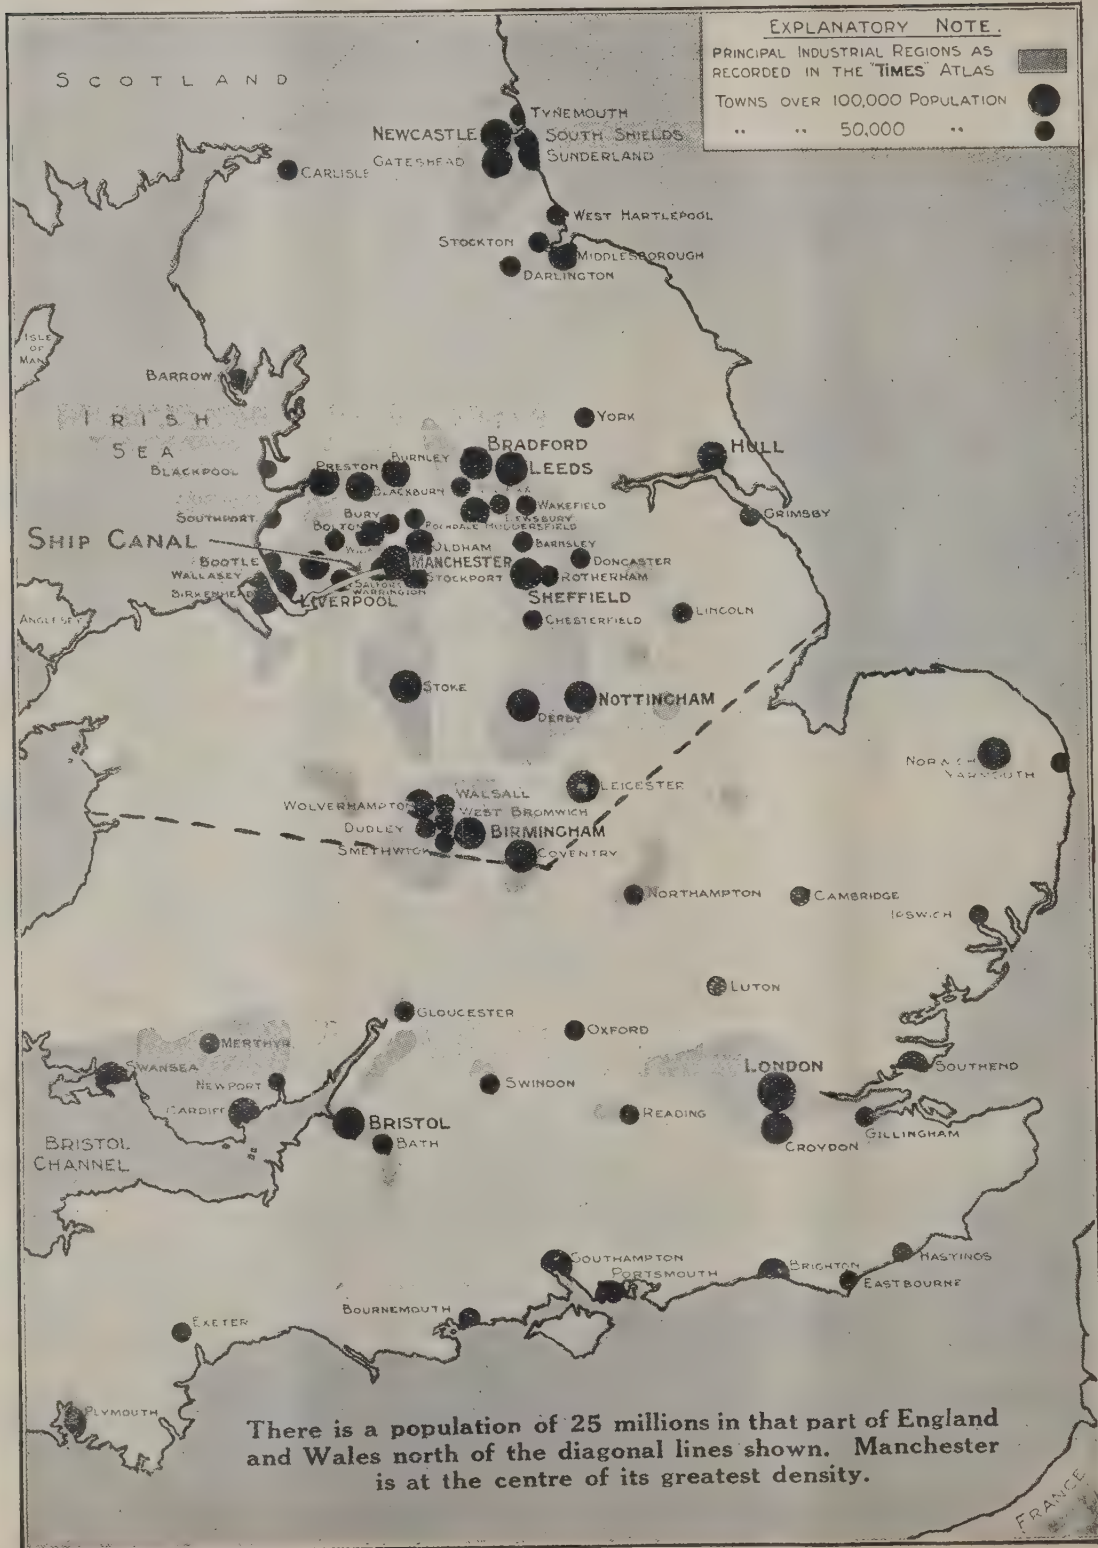 EXPLANATORY NOTE.
PRINCIPAL INDUSTRIAL REGIONS AS
RECORDED IN THE "TIMES" ATLAS
TOWNS OVER 100,000 POPULATION
" " 50,000 "
SCOTLAND
TYNEMOUTH
NEWCASTLE
SOUTH SHIELDS
GATESHEAD
SUNDERLAND
CARLISLE
WEST HARTLEPOOL
STOCKTON
MIDDLESBOROUGH
DARLINGTON
ISLE
OF
MAN
BARROW
IRISH
SEA
YORK
BRADFORD
HULL
BURNLEY
LEEDS
BLACKPOOL
PRESTON
BLACKBURN
WAKEFIELD
DEWSBURY
GRIMSBY
SOUTHPORT
BURY
ROCHDALE
HUDDERSFIELD
BOLTON
SHIP CANAL
OLDHAM
BARNSLEY
BOOTLE
MANCHESTER
DONCASTER
WALLASEY
SALFORD
STOCKPORT
ROTHERHAM
BIRKENHEAD
WARRINGTON
LIVERPOOL
SHEFFIELD
ANGLESEY
CHESTERFIELD
LINCOLN
STOKE
NOTTINGHAM
DERBY
NORWICH
YARMOUTH
LEICESTER
WALSALL
WOLVERHAMPTON
WEST BROMWICH
DUDLEY
BIRMINGHAM
SMETHWICK
COVENTRY
NORTHAMPTON
CAMBRIDGE
IPSWICH
LUTON
GLOUCESTER
OXFORD
MERTHYR
SWANSEA
LONDON
SOUTHEND
NEWPORT
SWINDON
CARDIFF
BRISTOL
READING
GILLINGHAM
BRISTOL
CHANNEL
BATH
CROYDON
SOUTHAMPTON
PORTSMOUTH
BRIGHTON
HASTINGS
EASTBOURNE
BOURNEMOUTH
EXETER
PLYMOUTH
There is a population of 25 millions in that part of England
and Wales north of the diagonal lines shown. Manchester
is at the centre of its greatest density.
FRANCE